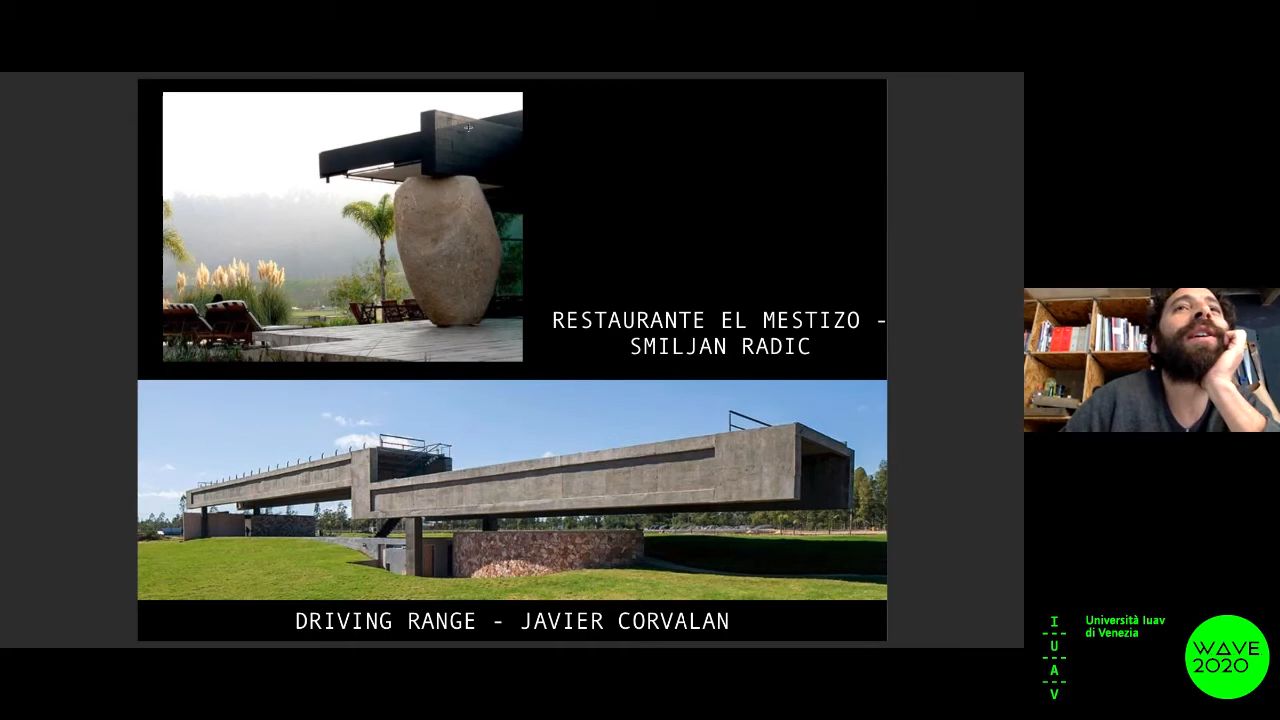 RESTAURANTE EL MESTIZO -
SMILJAN RADIC
DRIVING RANGE - JAVIER CORVALAN
I
U
A
V
Università Iuav
di Venezia
WAVE
2020